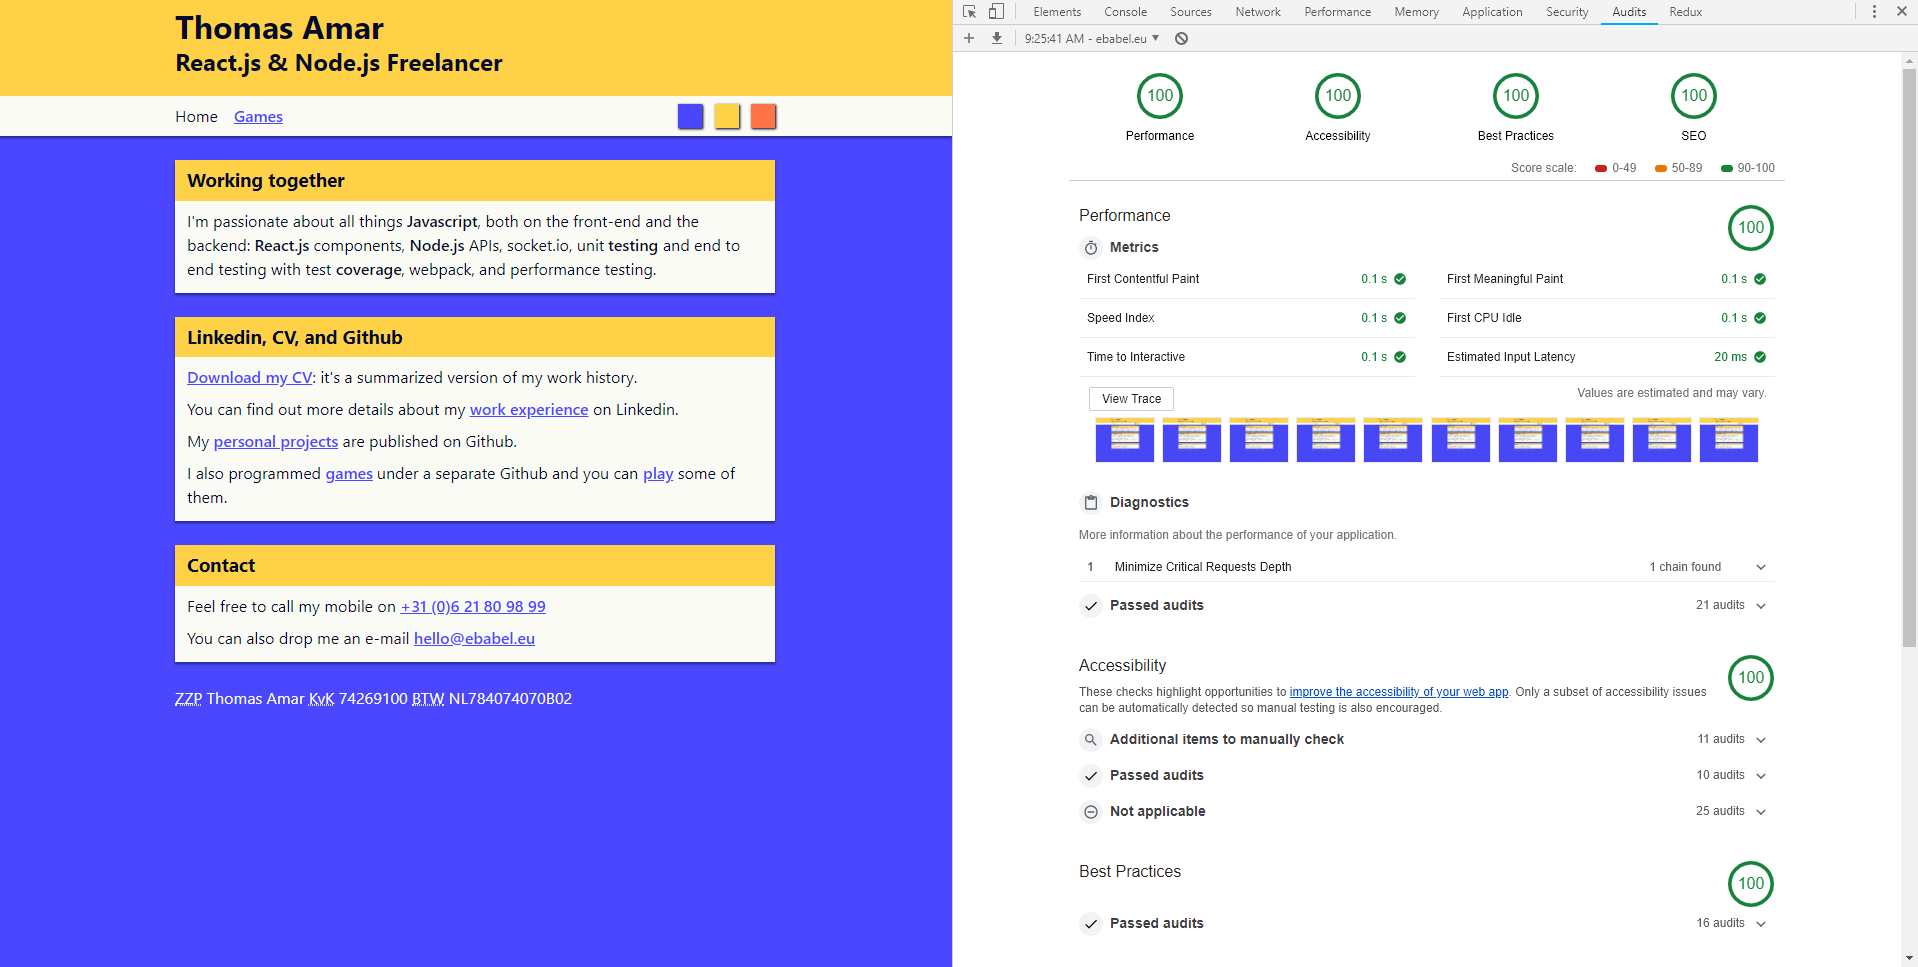 Thomas Amar
React.js & Node.js Freelancer
Home Games
Working together
I'm passionate about all things Javascript, both on the front-end and the
backend: React.js components, Node.js APIs, socket.io, unit testing and end to
end testing with test coverage, webpack, and performance testing.
Linkedin, CV, and Github
Download my CV: it's a summarized version of my work history.
You can find out more details about my work experience on Linkedin.
My personal projects are published on Github.
I also programmed games under a separate Github and you can play some of
them.
Contact
Feel free to call my mobile on +31 (0)6 21 80 98 99
You can also drop me an e-mail hello@ebabel.eu
ZZP Thomas Amar KvK 74269100 BTW NL784074070B02
Elements Console Sources Network Performance Memory Application Security Audits Redux
9:25:41 AM - ebabel.eu
100 100 100 100
Performance Accessibility Best Practices SEO
Score scale: 0-49 50-89 90-100
Performance 100
Metrics
First Contentful Paint 0.1 s First Meaningful Paint 0.1 s
Speed Index 0.1 s First CPU Idle 0.1 s
Time to Interactive 0.1 s Estimated Input Latency 20 ms
View Trace Values are estimated and may vary.
Diagnostics
More information about the performance of your application.
1 Minimize Critical Requests Depth 1 chain found
Passed audits 21 audits
Accessibility 100
These checks highlight opportunities to improve the accessibility of your web app. Only a subset of accessibility issues
can be automatically detected so manual testing is also encouraged.
Additional items to manually check 11 audits
Passed audits 10 audits
Not applicable 25 audits
Best Practices 100
Passed audits 16 audits